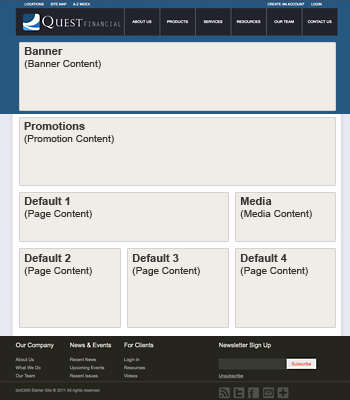 LOCATIONS SITE MAP A-Z INDEX CREATE AN ACCOUNT LOGIN
QUEST FINANCIAL ABOUT US PRODUCTS SERVICES RESOURCES OUR TEAM CONTACT US
Banner
(Banner Content)
Promotions
(Promotion Content)
Default 1 Media
(Page Content) (Media Content)
Default 2 Default 3 Default 4
(Page Content) (Page Content) (Page Content)
Our Company News & Events For Clients Newsletter Sign Up
About Us Recent News Login in
What We Do Upcoming Events Resources Subscribe
Our Team Recent Issues Videos Unsubscribe
dotCMS Starter Site © 2011 All rights reserved.